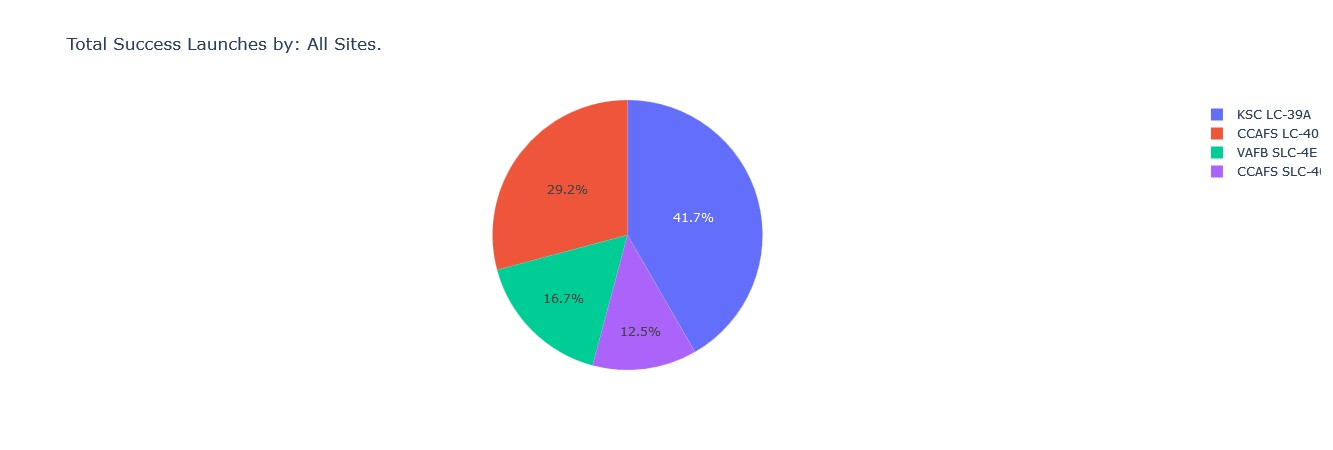 Total Success Launches by: All Sites.
KSC LC-39A
CCAFS LC-40
VAFB SLC-4E
CCAFS SLC-4
29.2%
41.7%
16.7%
12.5%